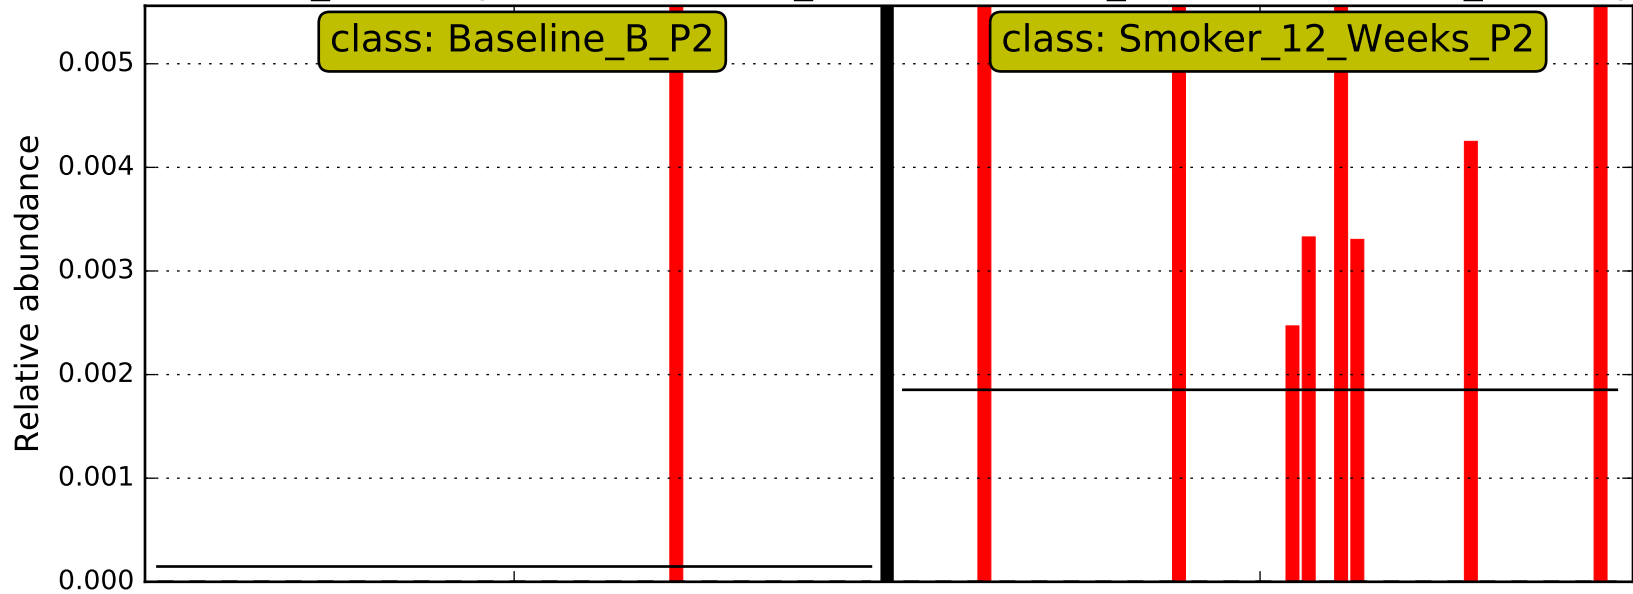 class: Baseline_B_P2
class: Smoker_12_Weeks_P2
Relative abundance
0.005
0.004
0.003
0.002
0.001
0.000